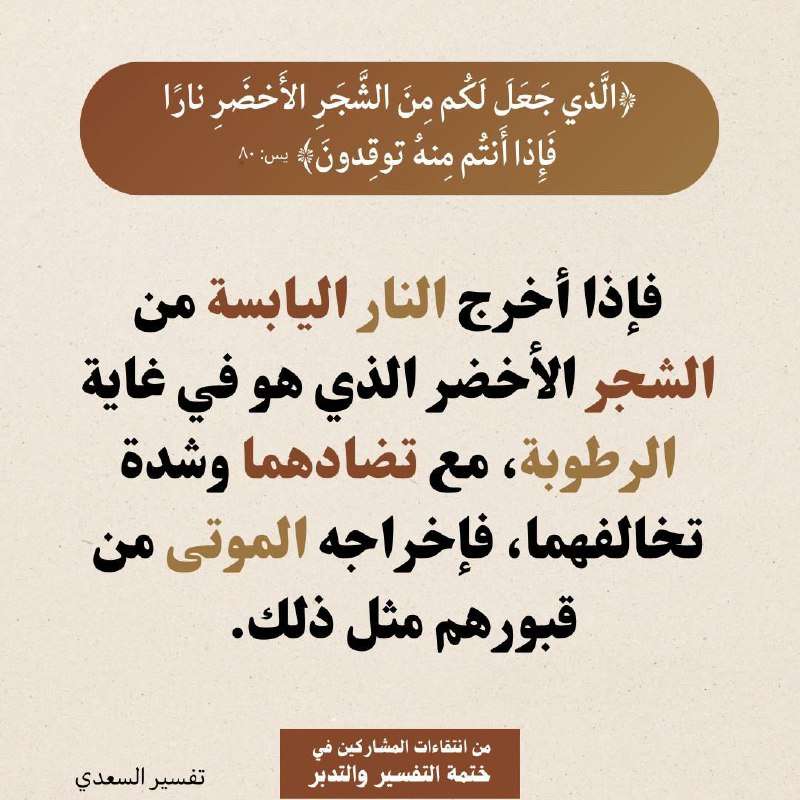 ﴿الَّذي جَعَلَ لَكُم مِنَ الشَّجَرِ الأَخضَرِ نارًا
فَإِذا أَنتُم مِنهُ توقِدونَ﴾ يس: ٨٠
فإذا أخرج النار اليابسة من
الشجر الأخضر الذي هو في غاية
الرطوبة، مع تضادهما وشدة
تخالفهما، فإخراجه الموتى من
قبورهم مثل ذلك.
من انتقاءات المشاركين في
ختمة التفسير والتدبر
تفسير السعدي